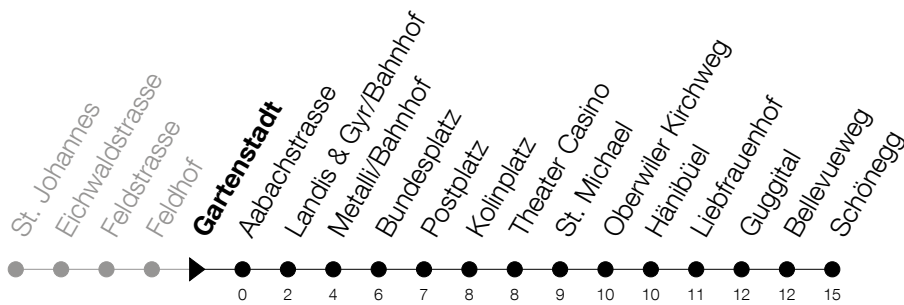 St. Johannes
Eichwaldstrasse
Feldstrasse
Feldhof
Gartenstadt
Aabachstrasse
Landis & Gyr/Bahnhof
Metalli/Bahnhof
Bundesplatz
Postplatz
Kolinplatz
Theater Casino
St. Michael
Oberwiler Kirchweg
Hänibüel
Liebfrauenhof
Guggital
Bellevueweg
Schönegg
0 2 4 6 7 8 8 9 10 10 11 12 12 15